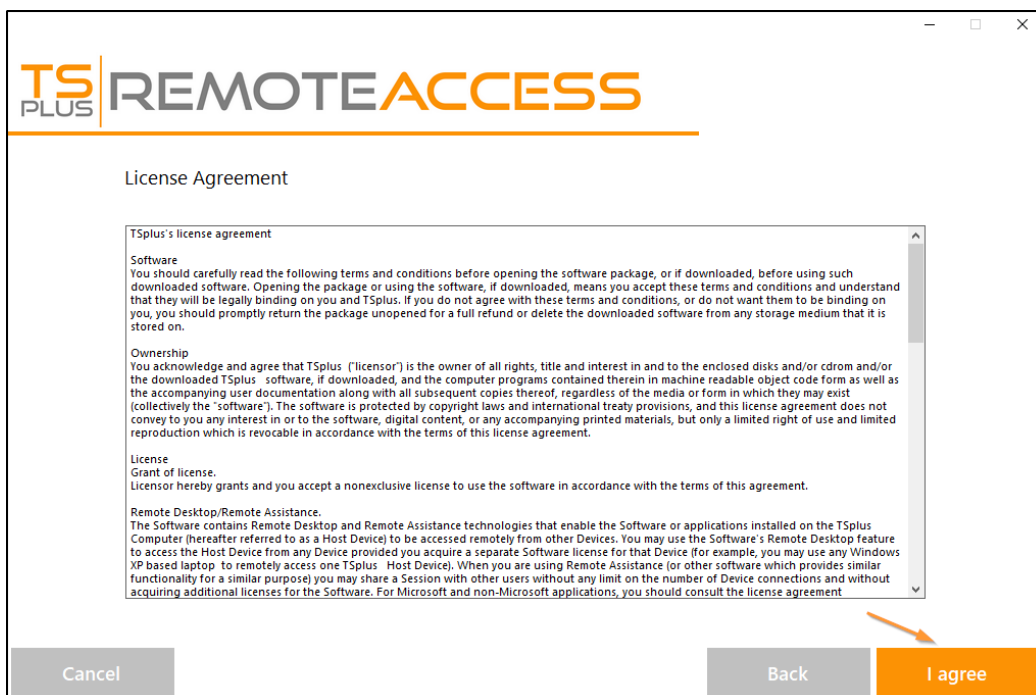 TS PLUS REMOTEACCESS
License Agreement
TSplus's license agreement
Software
You should carefully read the following terms and conditions before opening the software package, or if downloaded, before using such
downloaded software. Opening the package or using the software, if downloaded, means you accept these terms and conditions and understand
that they will be legally binding on you and TSplus. If you do not agree with these terms and conditions, or do not want them to be binding on
you, you should promptly return the package unopened for a full refund or delete the downloaded software from any storage medium that it is
stored on.
Ownership
You acknowledge and agree that TSplus ("licensor") is the owner of all rights, title and interest in and to the enclosed disks and/or cdrom and/or
the downloaded TSplus software, if downloaded, and the computer programs contained therein in machine readable object code form as well as
the accompanying user documentation along with all subsequent copies thereof, regardless of the media or form in which they may exist
(collectively the "software"). The software is protected by copyright laws and international treaty provisions, and this license agreement does not
convey to you any interest in or to the software, digital content, or any accompanying printed materials, but only a limited right of use and limited
reproduction which is revocable in accordance with the terms of this license agreement.
License
Grant of license.
Licensor hereby grants and you accept a nonexclusive license to use the software in accordance with the terms of this agreement.
Remote Desktop/Remote Assistance.
The Software contains Remote Desktop and Remote Assistance technologies that enable the Software or applications installed on the TSplus
Computer (hereafter referred to as a Host Device) to be accessed remotely from other Devices. You may use the Software's Remote Desktop feature
to access the Host Device from any Device provided you acquire a separate Software license for that Device (for example, you may use any Windows
XP based laptop to remotely access one TSplus Host Device). When you are using Remote Assistance (or other software which provides similar
functionality for a similar purpose) you may share a Session with other users without any limit on the number of Device connections and without
acquiring additional licenses for the Software. For Microsoft and non-Microsoft applications, you should consult the license agreement
Cancel
Back
I agree